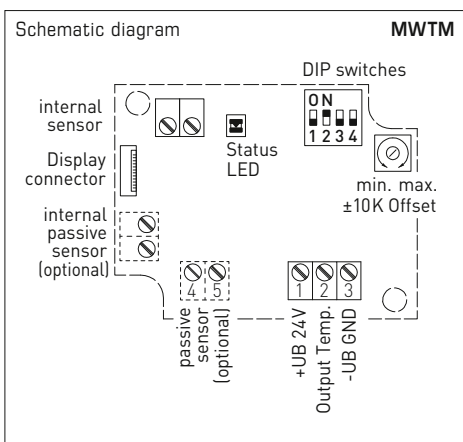 Schematic diagram
MWTM
DIP switches
ON
1 2 3 4
internal
sensor
Status
LED
Display
connector
min. max.
±10K Offset
internal
passive
sensor
(optional)
4 5
1 2 3
passive
sensor
(optional)
+UB 24V
Output Temp.
-UB GND